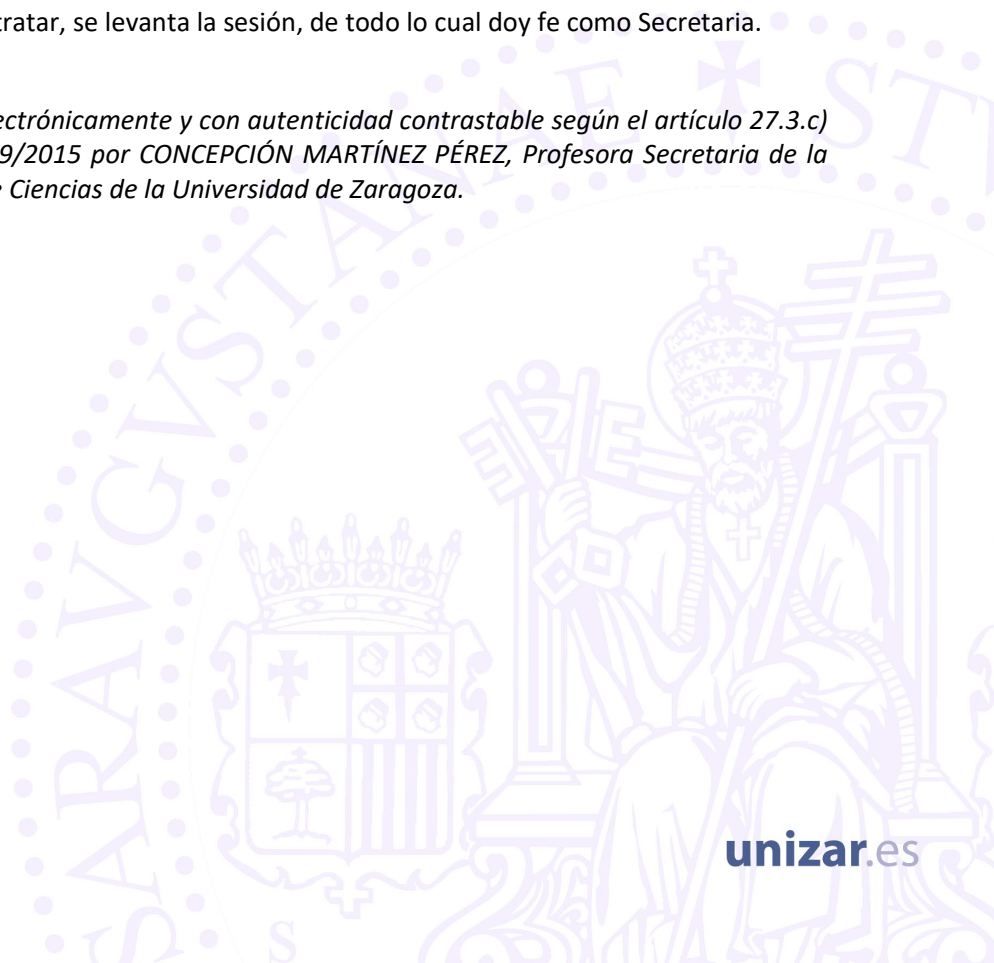 tratar, se levanta la sesión, de todo lo cual doy fe como Secretaria.
ectrónicamente y con autenticidad contrastable según el artículo 27.3.c)
9/2015 por CONCEPCIÓN MARTÍNEZ PÉREZ, Profesora Secretaria de la
e Ciencias de la Universidad de Zaragoza.
SARAVGVSTANAE STV
S
unizar.es